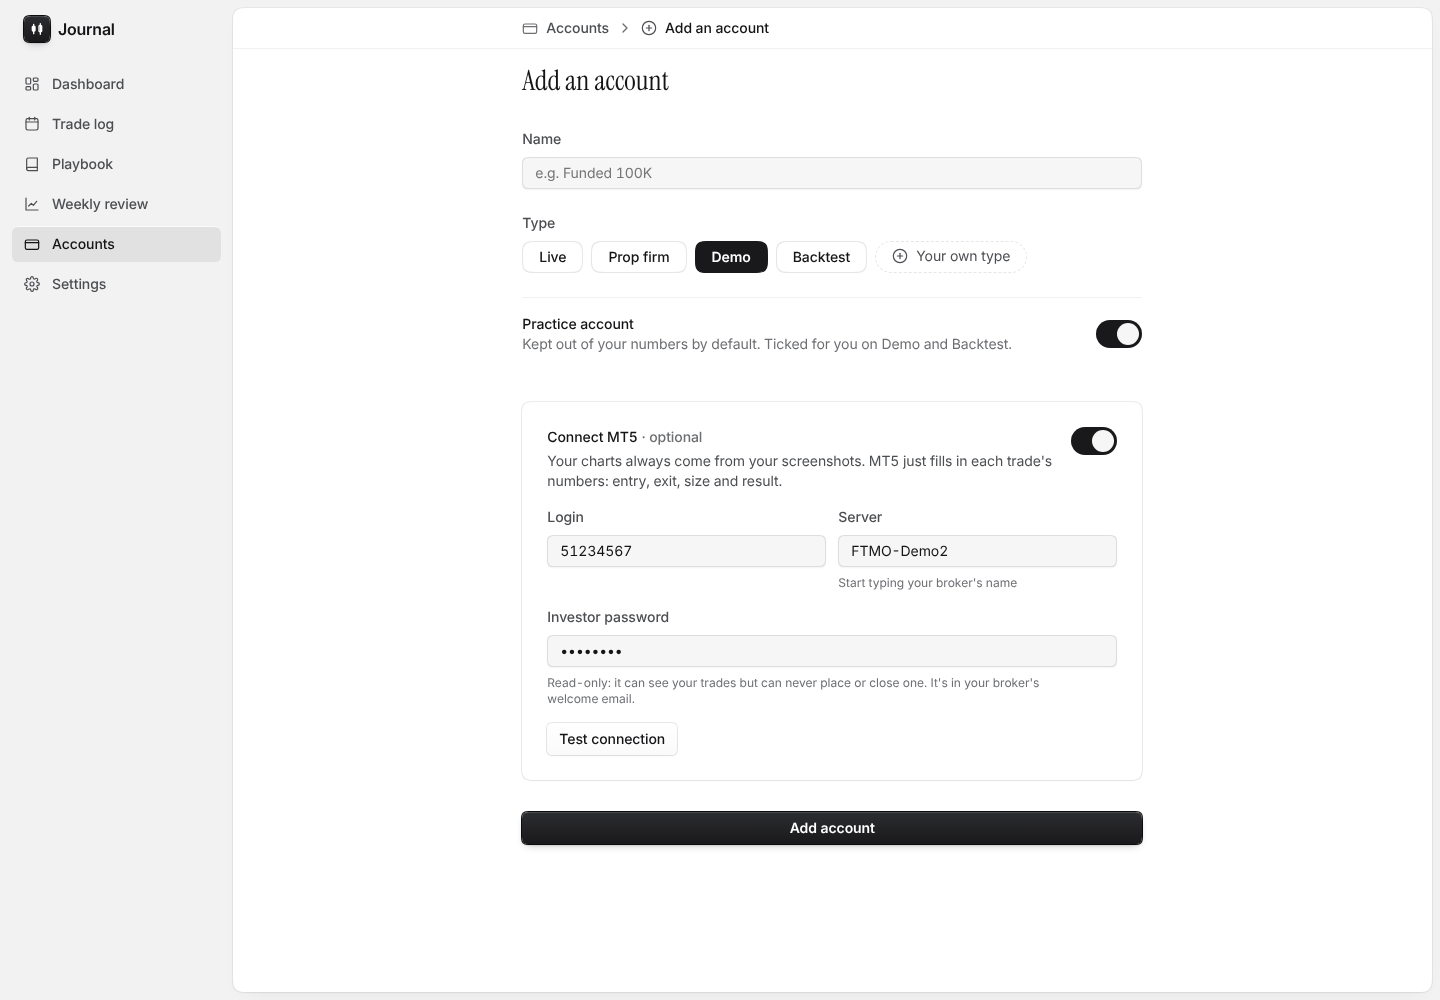 Journal
Dashboard
Trade log
Playbook
Weekly review
Accounts
Settings
Accounts
Add an account
Add an account
Name
e.g. Funded 100K
Type
Live
Prop firm
Demo
Backtest
Your own type
Practice account
Kept out of your numbers by default. Ticked for you on Demo and Backtest.
Connect MT5 · optional
Your charts always come from your screenshots. MT5 just fills in each trade's
numbers: entry, exit, size and result.
Login
Server
51234567
FTMO-Demo2
Start typing your broker's name
Investor password
••••••••
Read-only: it can see your trades but can never place or close one. It's in your broker's
welcome email.
Test connection
Add account